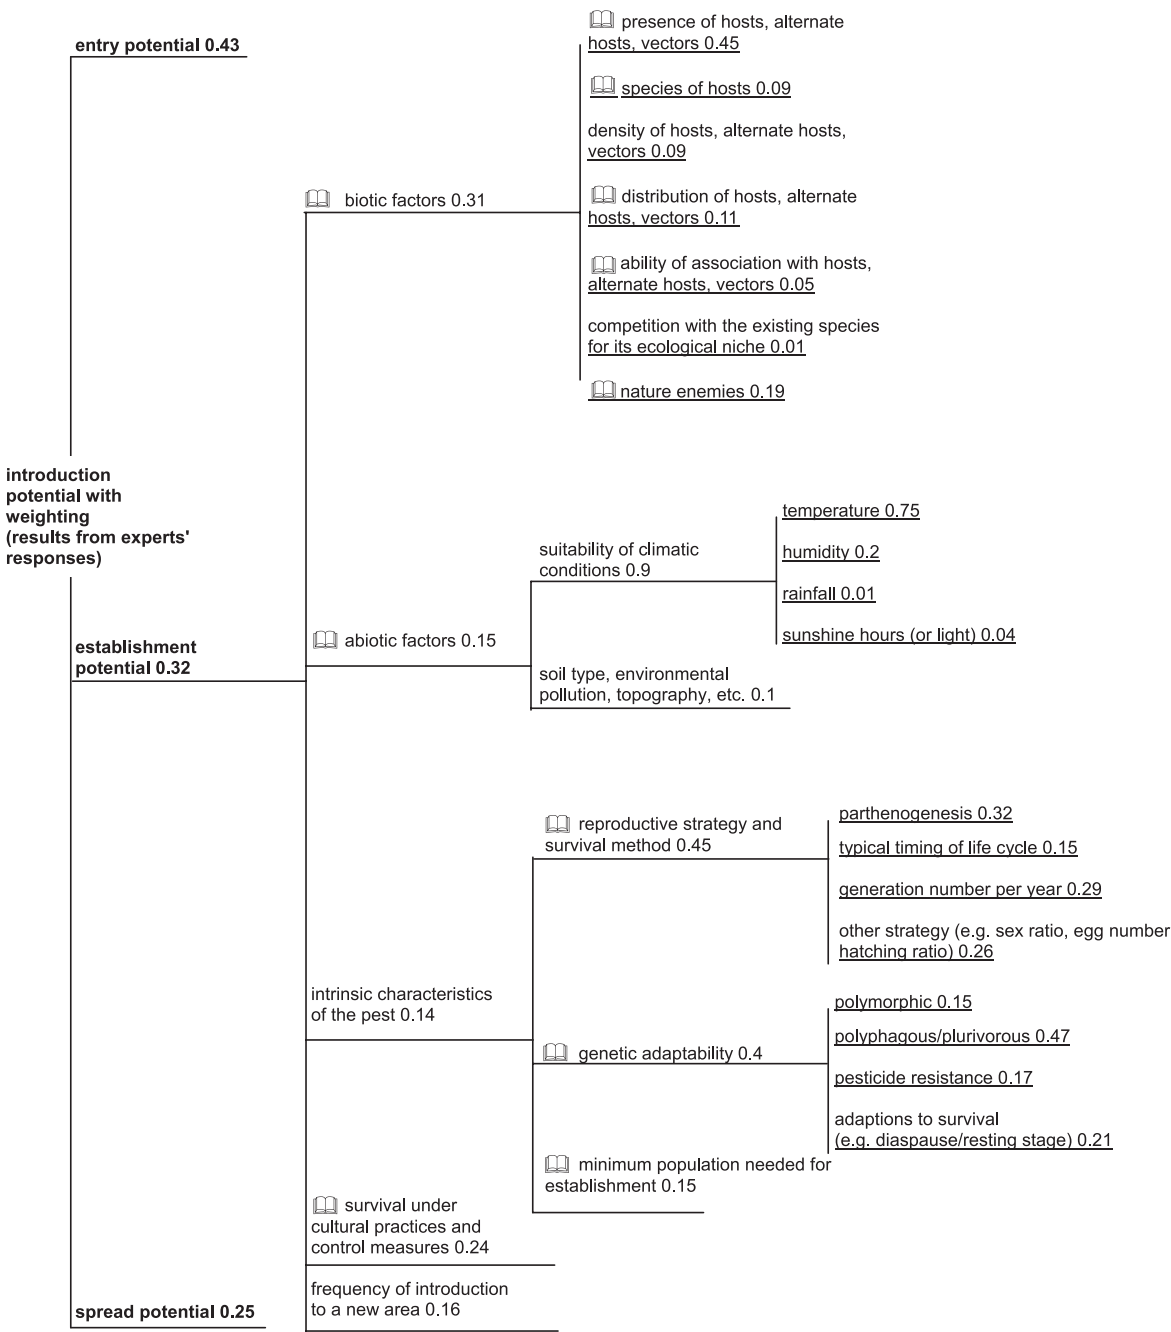 entry potential 0.43
introduction
potential with
weighting
(results from experts'
responses)
establishment
potential 0.32
spread potential 0.25
biotic factors 0.31
presence of hosts, alternate
hosts, vectors 0.45
species of hosts 0.09
density of hosts, alternate hosts,
vectors 0.09
distribution of hosts, alternate
hosts, vectors 0.11
ability of association with hosts,
alternate hosts, vectors 0.05
competition with the existing species
for its ecological niche 0.01
nature enemies 0.19
abiotic factors 0.15
suitability of climatic
conditions 0.9
temperature 0.75
humidity 0.2
rainfall 0.01
sunshine hours (or light) 0.04
soil type, environmental
pollution, topography, etc. 0.1
intrinsic characteristics
of the pest 0.14
reproductive strategy and
survival method 0.45
parthenogenesis 0.32
typical timing of life cycle 0.15
generation number per year 0.29
other strategy (e.g. sex ratio, egg number
hatching ratio) 0.26
genetic adaptability 0.4
polymorphic 0.15
polyphagous/plurivorous 0.47
pesticide resistance 0.17
adaptions to survival
(e.g. diaspause/resting stage) 0.21
minimum population needed for
establishment 0.15
survival under
cultural practices and
control measures 0.24
frequency of introduction
to a new area 0.16